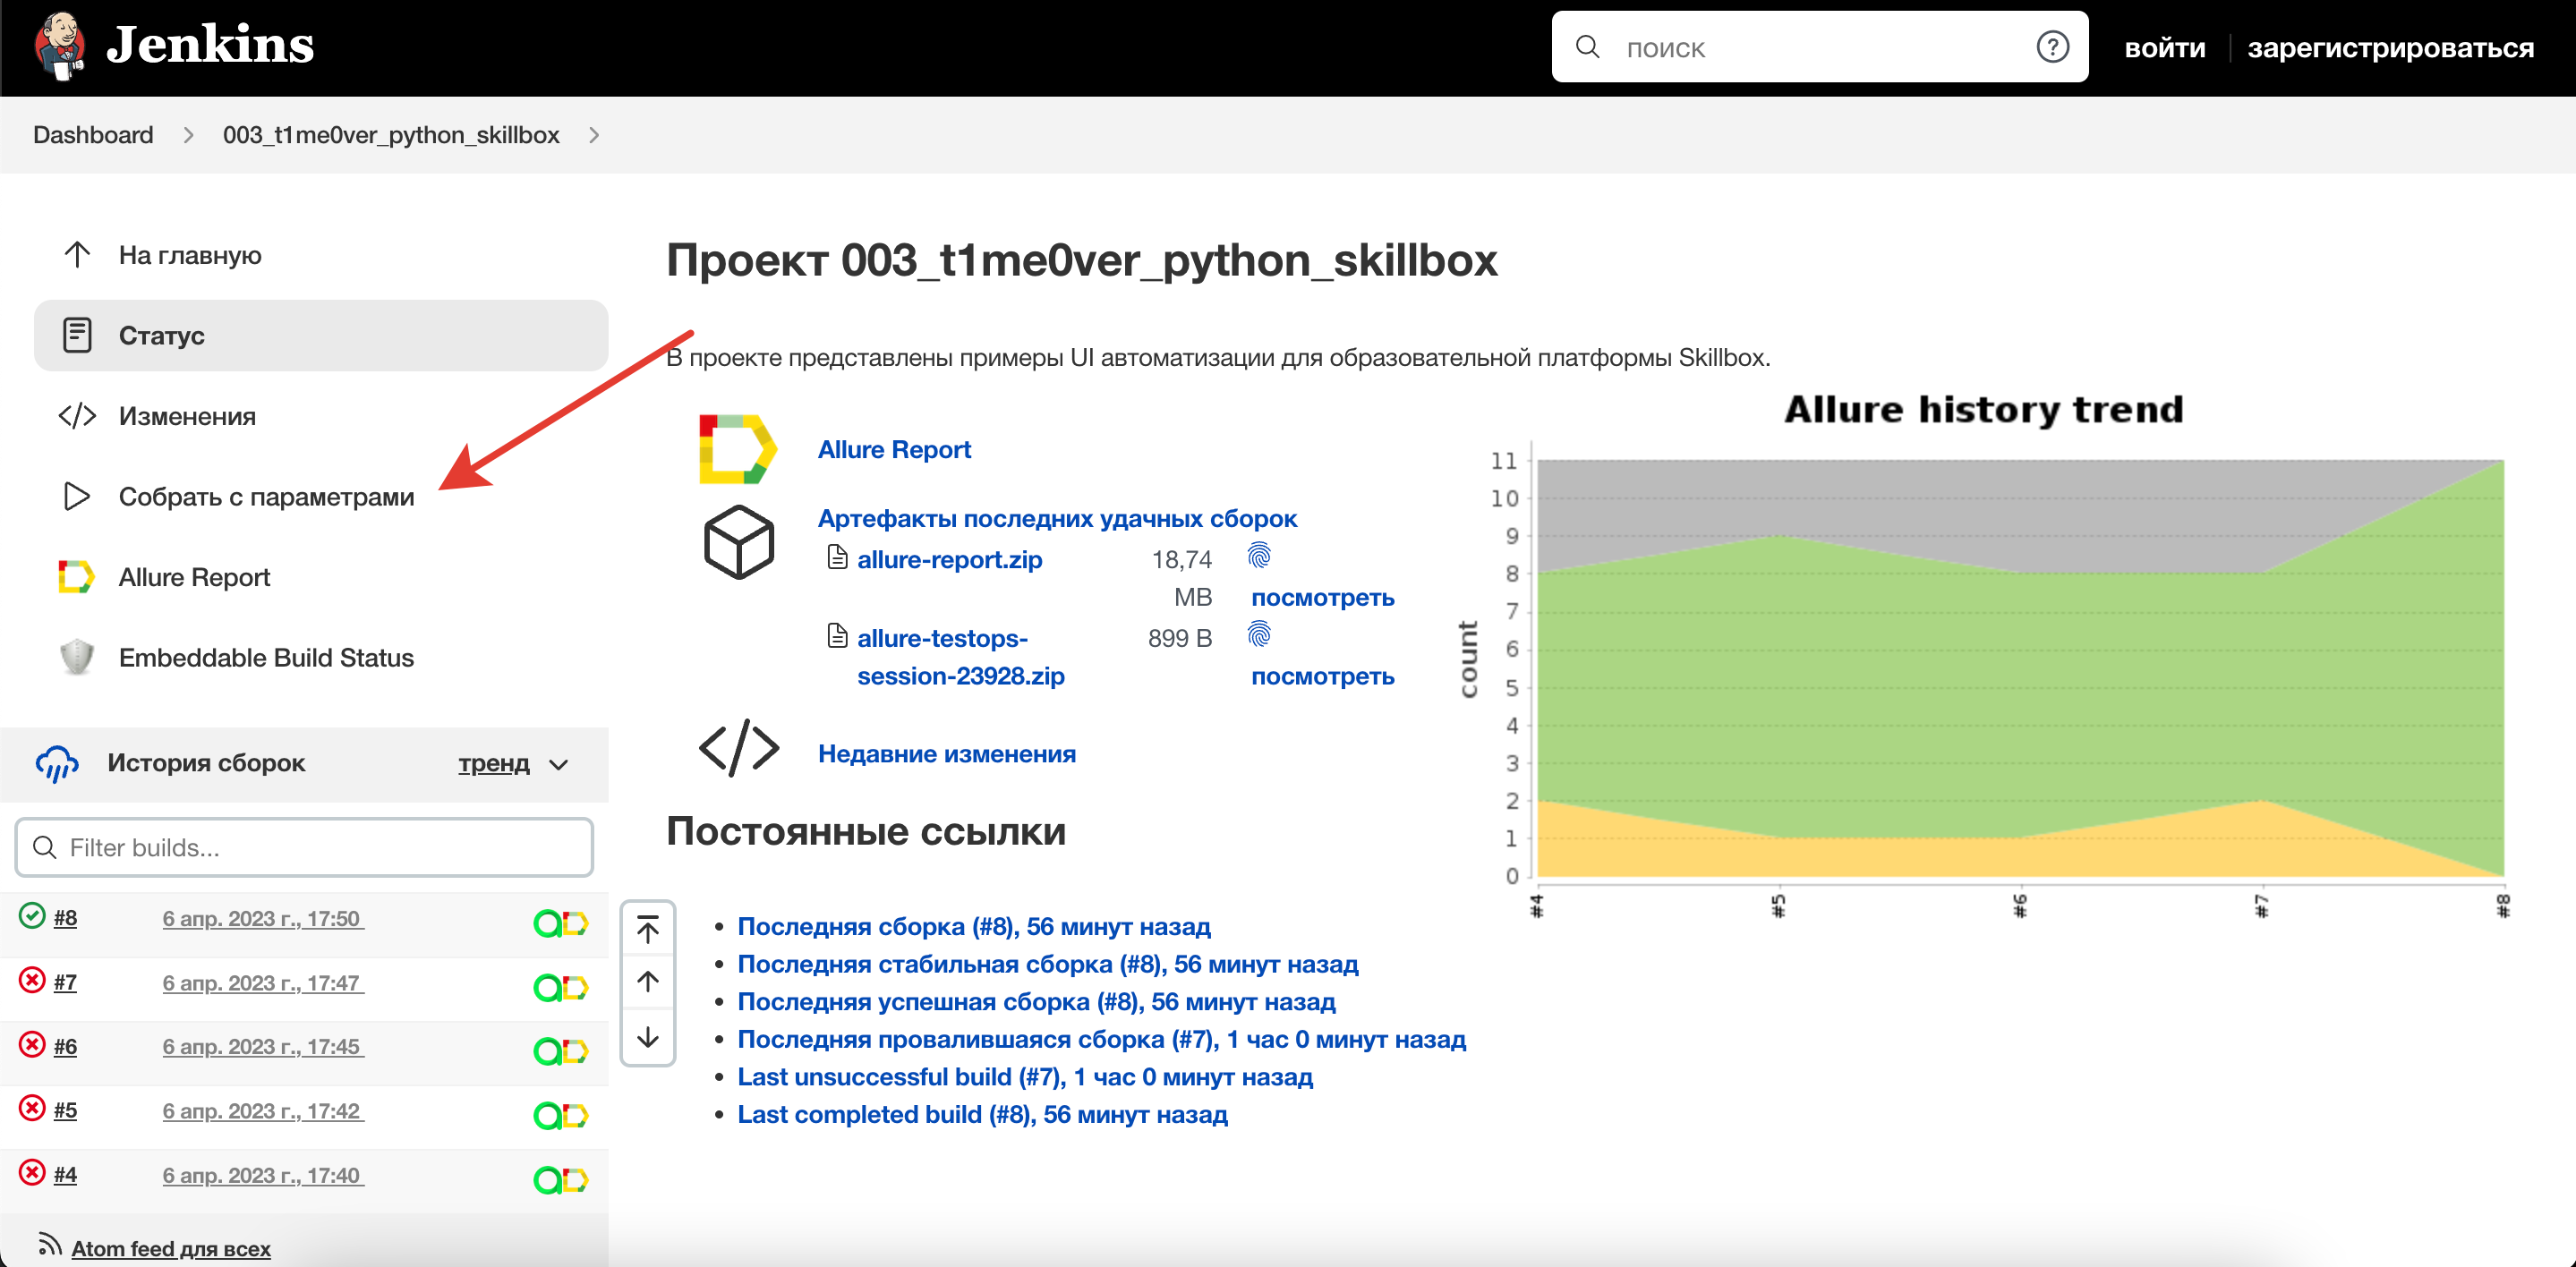 Jenkins
поиск
войти
зарегистрироваться
Dashboard
003_t1me0ver_python_skillbox
На главную
Статус
Изменения
Собрать с параметрами
Allure Report
Embeddable Build Status
История сборок
тренд
Filter builds...
#8 6 апр. 2023 г., 17:50
#7 6 апр. 2023 г., 17:47
#6 6 апр. 2023 г., 17:45
#5 6 апр. 2023 г., 17:42
#4 6 апр. 2023 г., 17:40
Atom feed для всех
Проект 003_t1me0ver_python_skillbox
В проекте представлены примеры UI автоматизации для образовательной платформы Skillbox.
Allure Report
Артефакты последних удачных сборок
allure-report.zip 18,74
MB посмотреть
allure-testops- 899 B
session-23928.zip посмотреть
Недавние изменения
Постоянные ссылки
Последняя сборка (#8), 56 минут назад
Последняя стабильная сборка (#8), 56 минут назад
Последняя успешная сборка (#8), 56 минут назад
Последняя провалившаяся сборка (#7), 1 час 0 минут назад
Last unsuccessful build (#7), 1 час 0 минут назад
Last completed build (#8), 56 минут назад
Allure history trend
count
11
10
9
8
7
6
5
4
3
2
1
0
#4
#5
#6
#7
#8